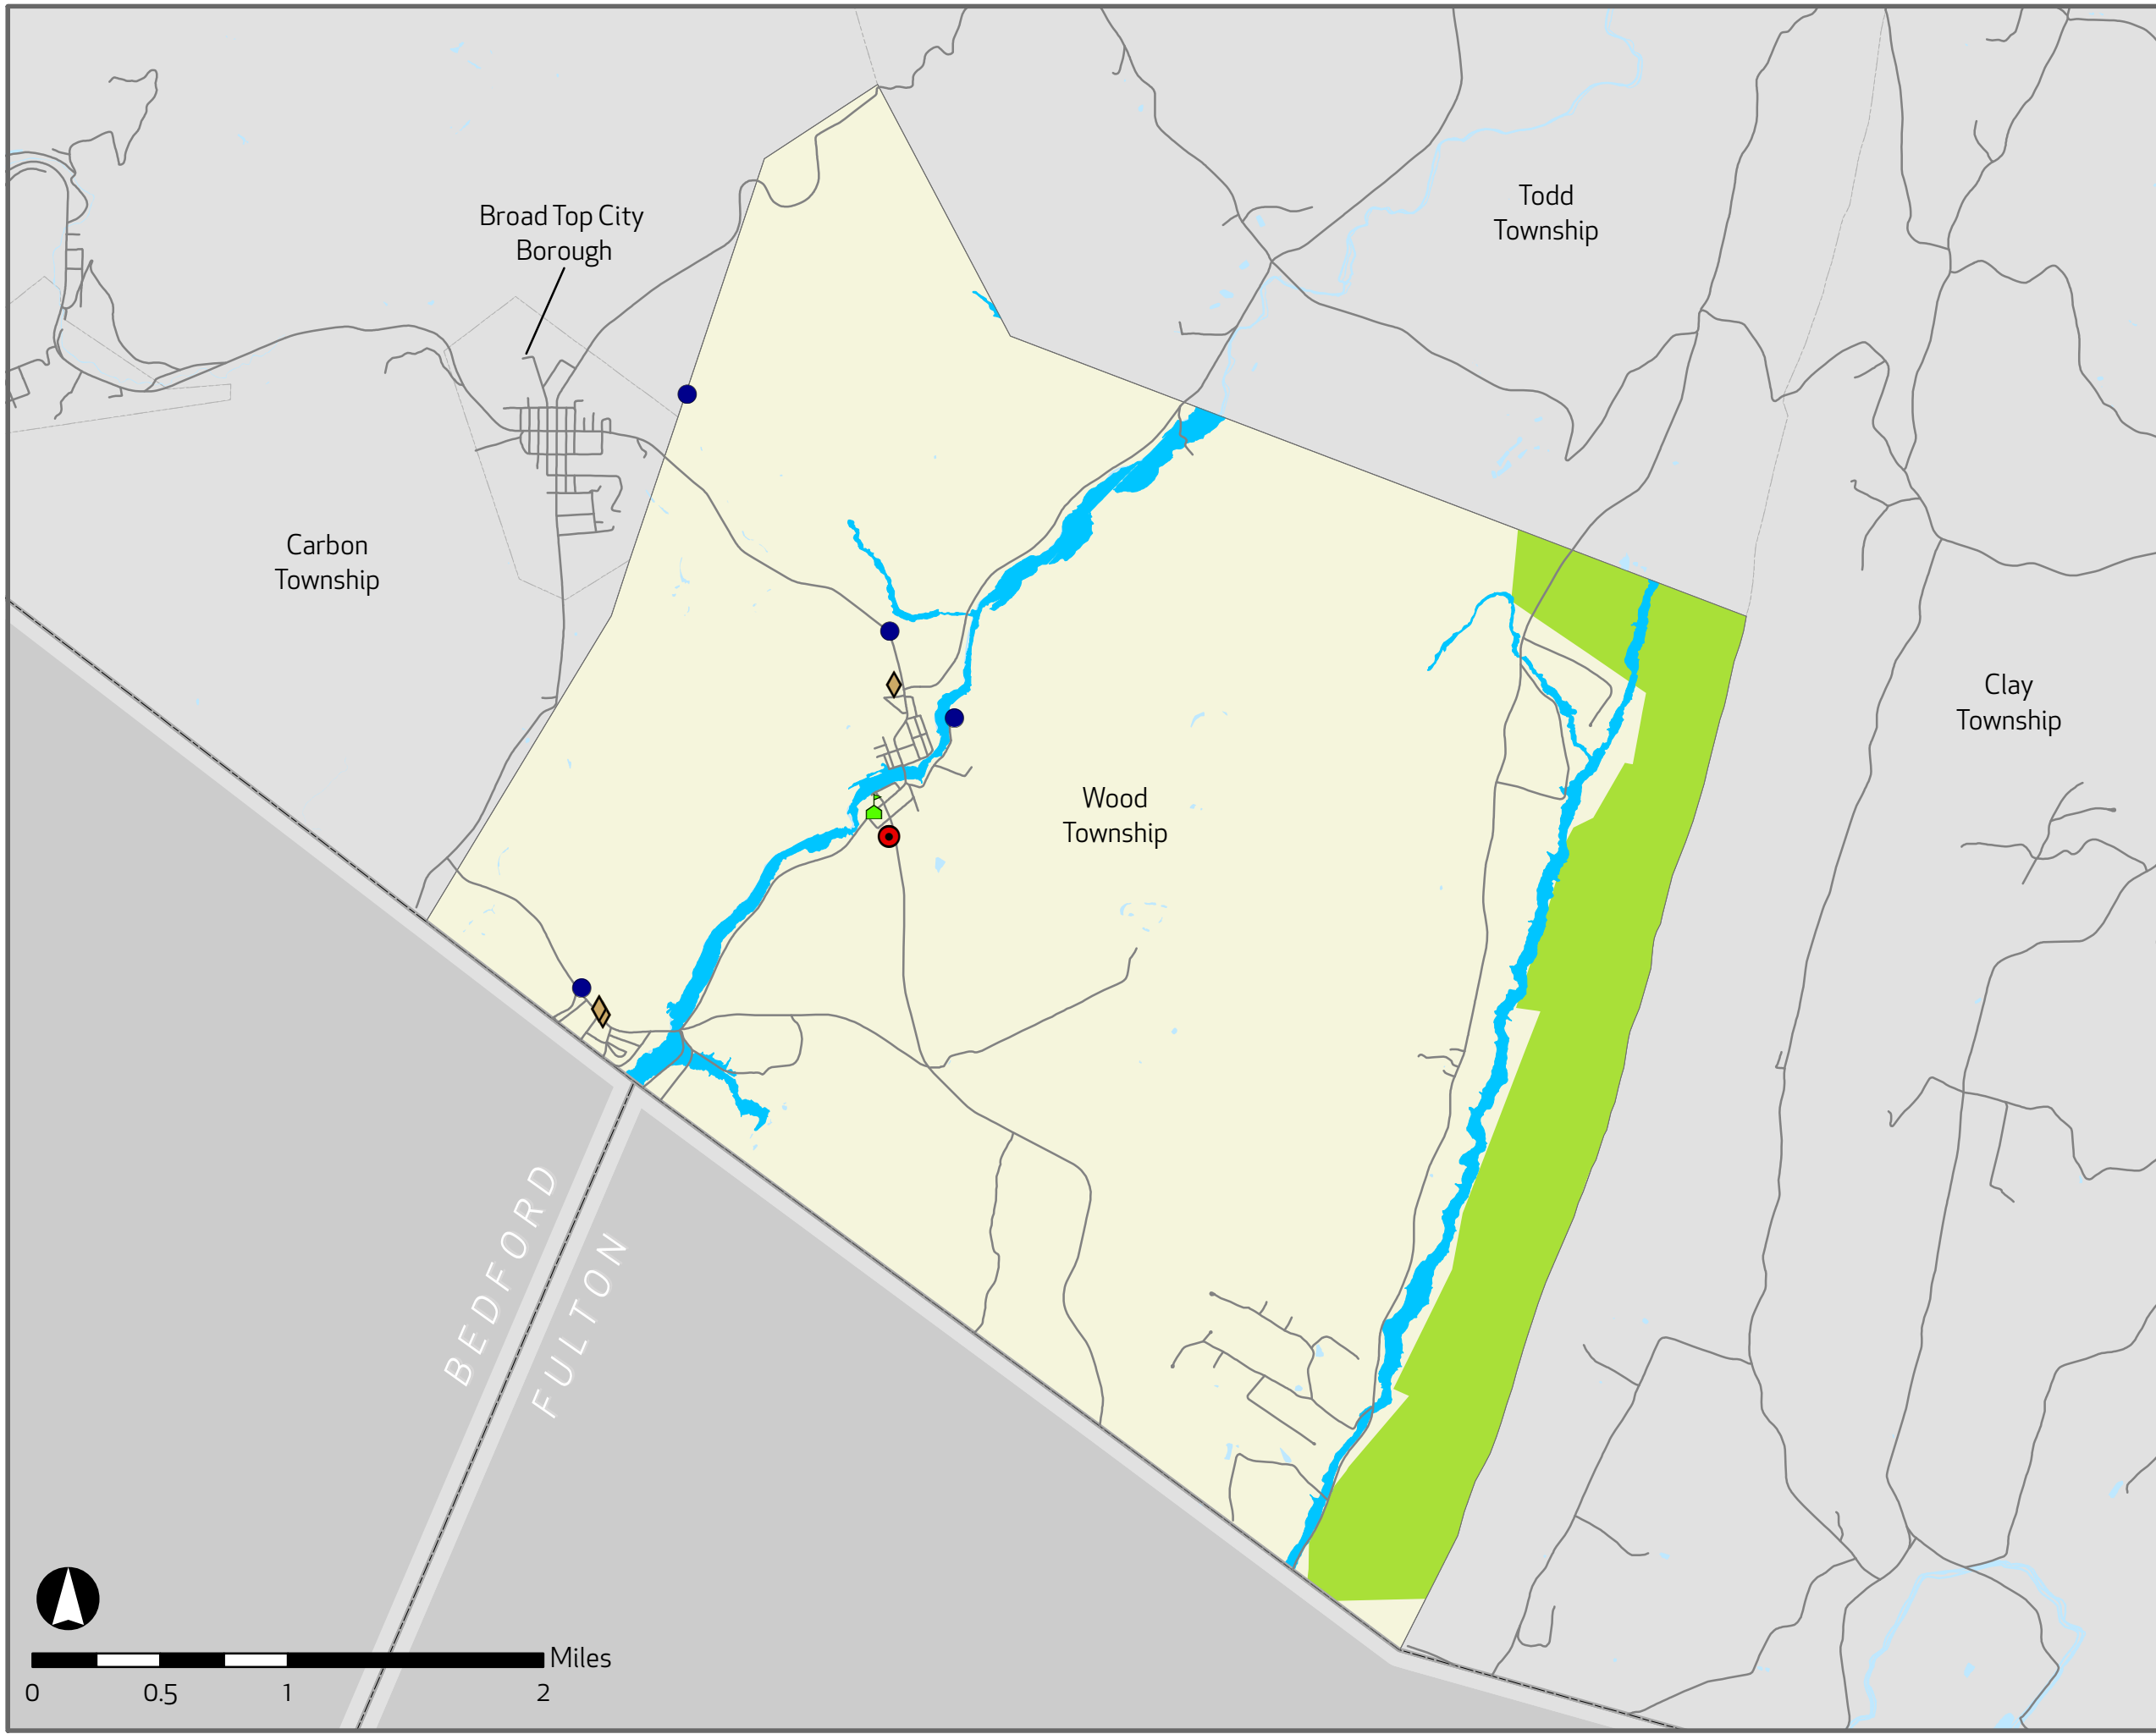 Todd
Township
Broad Top City
Borough
Carbon
Township
Clay
Township
Wood
Township
BEDFORD
FULTON
Miles
0 0.5 1 2